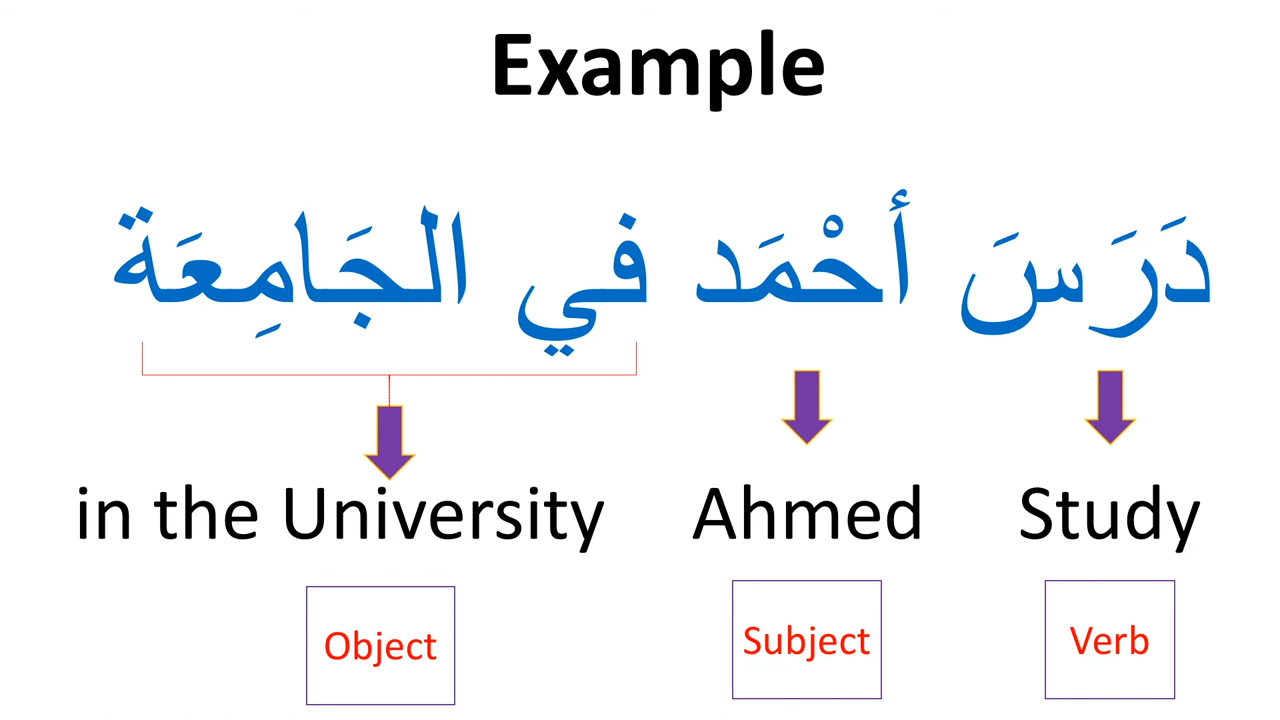 Example
دَرَسَ أحْمَد في الجَامِعَة
in the University Ahmed Study
Object Subject Verb